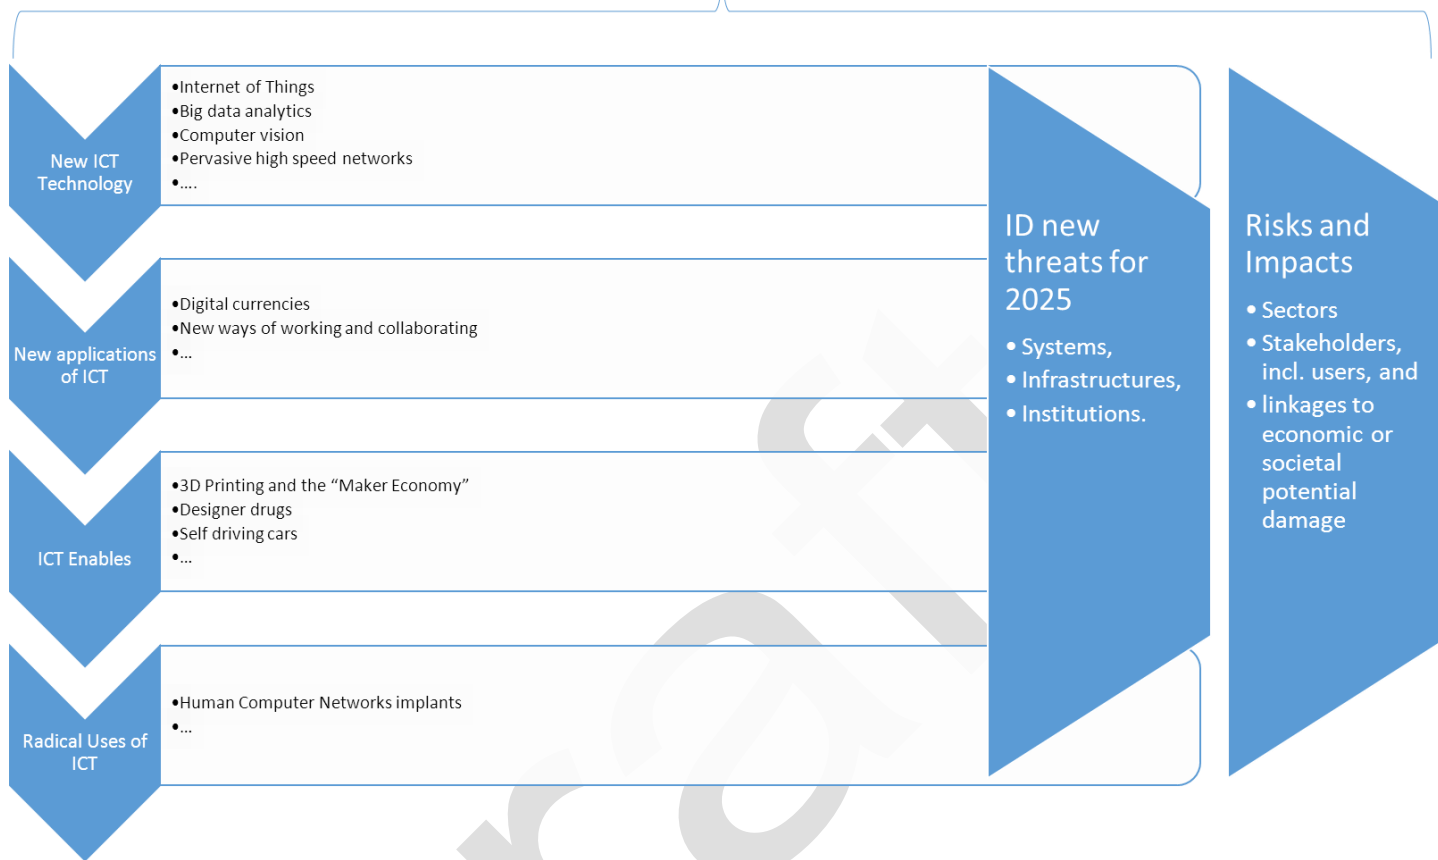 New ICT
Technology
•Internet of Things
•Big data analytics
•Computer vision
•Pervasive high speed networks
•....
New applications
of ICT
•Digital currencies
•New ways of working and collaborating
•...
ICT Enables
•3D Printing and the “Maker Economy”
•Designer drugs
•Self driving cars
•...
Radical Uses of
ICT
•Human Computer Networks implants
•...
ID new
threats for
2025
• Systems,
• Infrastructures,
• Institutions.
Risks and
Impacts
• Sectors
• Stakeholders,
incl. users, and
• linkages to
economic or
societal
potential
damage
raft